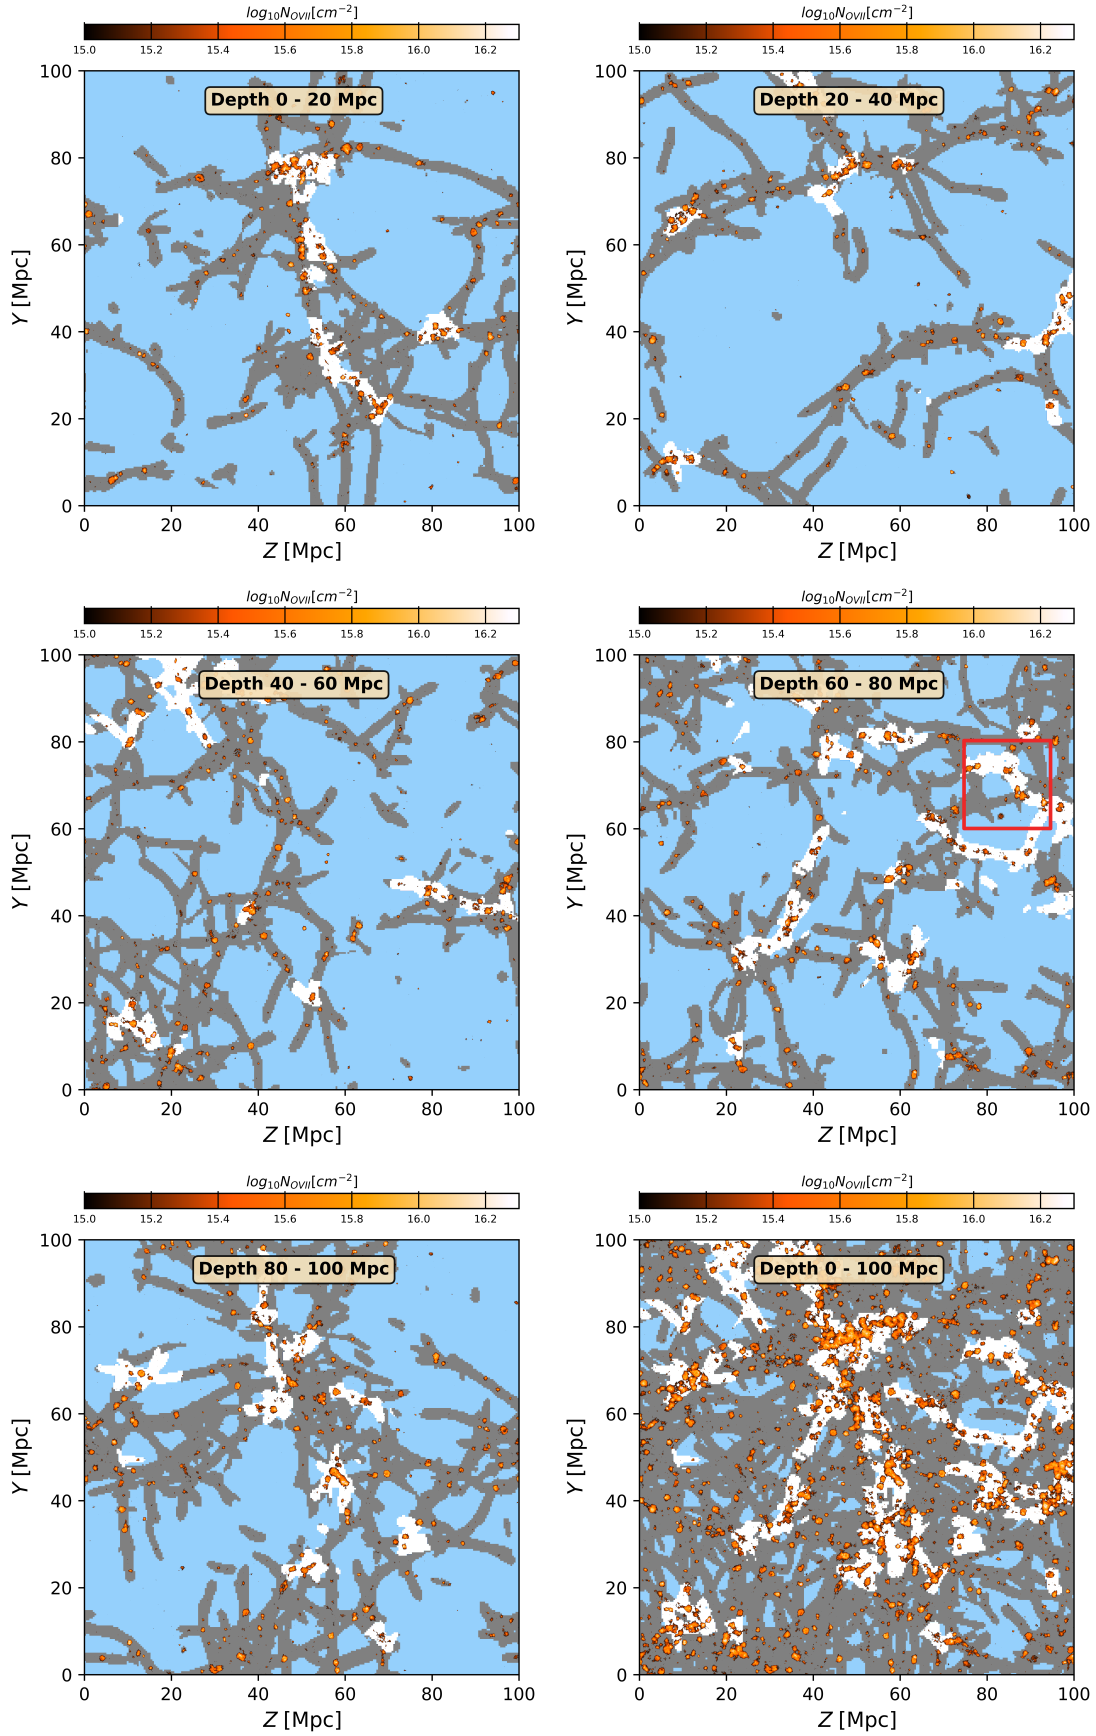 log10NOVII[cm−2] log10NOVII[cm−2]
15.0 15.2 15.4 15.6 15.8 16.0 16.2 15.0 15.2 15.4 15.6 15.8 16.0 16.2
Depth 0 - 20 Mpc Depth 20 - 40 Mpc
100 100
80 80
60 60
40 40
20 20
0 0
Y [Mpc] Y [Mpc]
0 20 40 60 80 100 0 20 40 60 80 100
Z [Mpc] Z [Mpc]
log10NOVII[cm−2] log10NOVII[cm−2]
15.0 15.2 15.4 15.6 15.8 16.0 16.2 15.0 15.2 15.4 15.6 15.8 16.0 16.2
Depth 40 - 60 Mpc Depth 60 - 80 Mpc
100 100
80 80
60 60
40 40
20 20
0 0
Y [Mpc] Y [Mpc]
0 20 40 60 80 100 0 20 40 60 80 100
Z [Mpc] Z [Mpc]
log10NOVII[cm−2] log10NOVII[cm−2]
15.0 15.2 15.4 15.6 15.8 16.0 16.2 15.0 15.2 15.4 15.6 15.8 16.0 16.2
Depth 80 - 100 Mpc Depth 0 - 100 Mpc
100 100
80 80
60 60
40 40
20 20
0 0
Y [Mpc] Y [Mpc]
0 20 40 60 80 100 0 20 40 60 80 100
Z [Mpc] Z [Mpc]